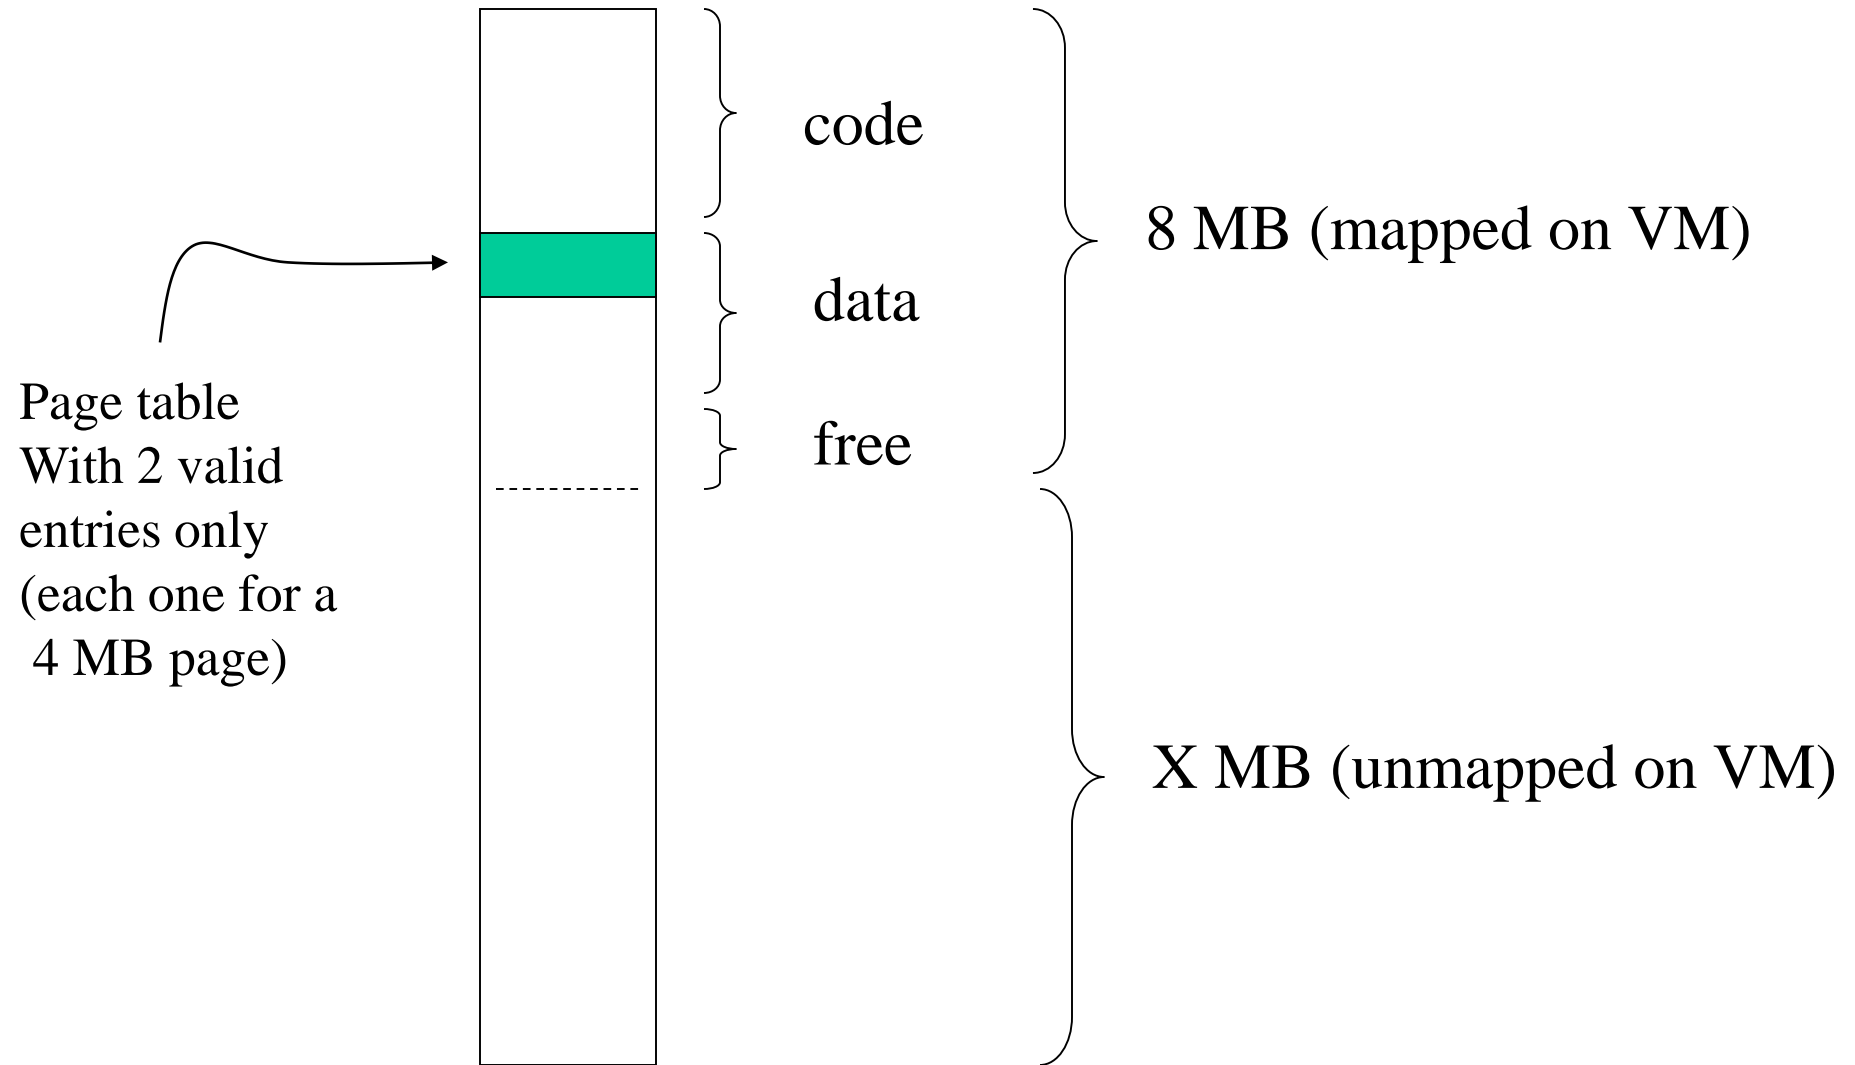 code
8 MB (mapped on VM)
data
Page table
With 2 valid
entries only
(each one for a
4 MB page)
free
X MB (unmapped on VM)